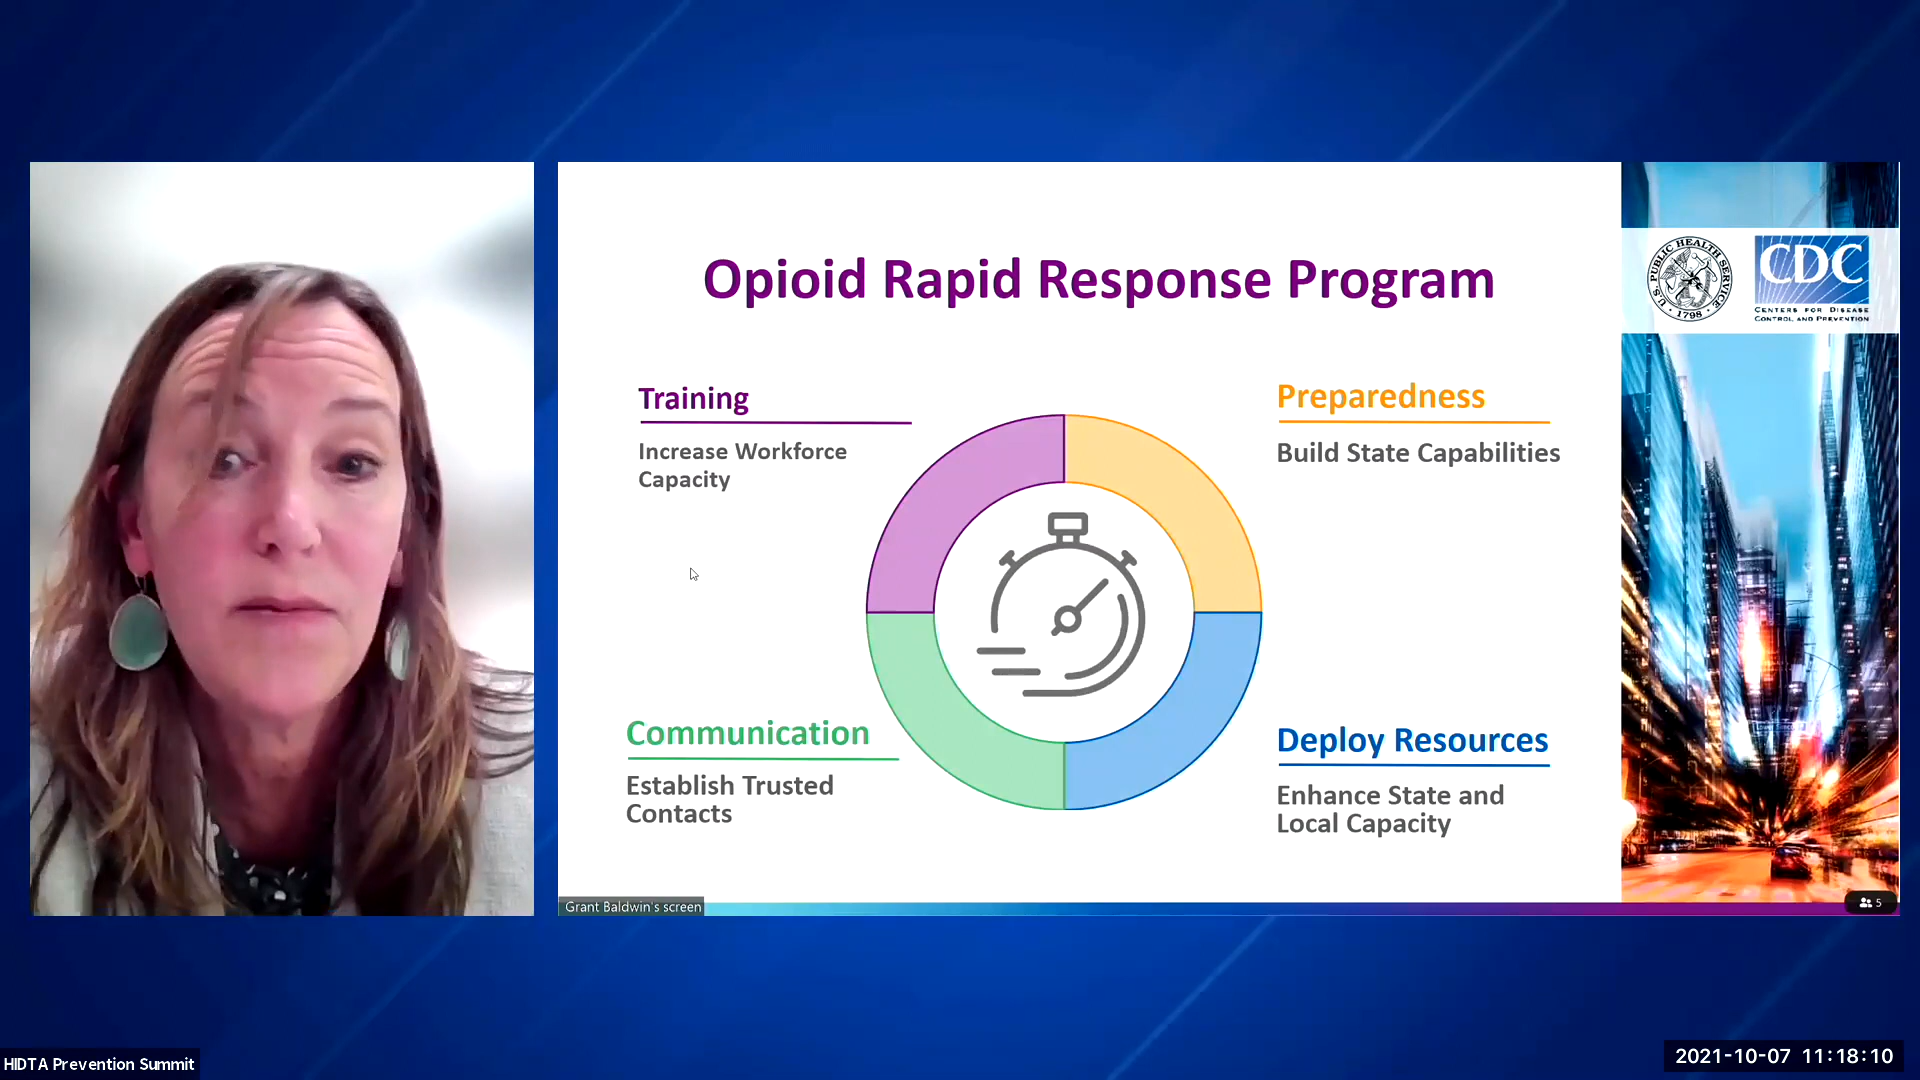 Opioid Rapid Response Program
Training
Increase Workforce
Capacity
Preparedness
Build State Capabilities
Communication
Establish Trusted
Contacts
Deploy Resources
Enhance State and
Local Capacity
U.S. PUBLIC HEALTH SERVICE
1798
CDC
CENTERS FOR DISEASE
CONTROL AND PREVENTION
Grant Baldwin's screen
5
HIDTA Prevention Summit
2021-10-07 11:18:10